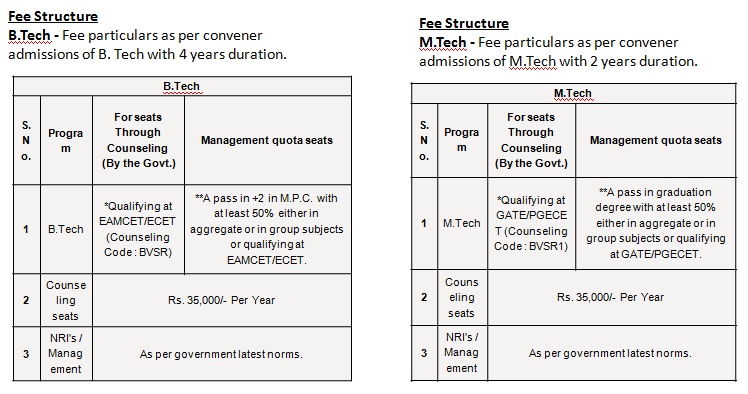 Fee Structure
B.Tech - Fee particulars as per convener
admissions of B. Tech with 4 years duration.
B.Tech
S.
N
o.
Progra
m
For seats
Through
Counseling
(By the Govt.)
Management quota seats
1
B.Tech
*Qualifying at
EAMCET/ECET
(Counseling
Code: BVSR)
**A pass in +2 in M.P.C. with
at least 50% either in
aggregate or in group subjects
or qualifying at
EAMCET/ECET.
2
Counse
ling
seats
Rs. 35,000/- Per Year
3
NRI's /
Manag
ement
As per government latest norms.
Fee Structure
M.Tech - Fee particulars as per convener
admissions of M.Tech with 2 years duration.
M.Tech
S.
N
o.
Progra
m
For seats
Through
Counseling
(By the Govt.)
Management quota seats
1
M.Tech
*Qualifying at
GATE/PGECE
T (Counseling
Code: BVSR1)
**A pass in graduation
degree with at least 50%
either in aggregate or in
group subjects or qualifying
at GATE/PGECET.
2
Couns
eling
seats
Rs. 35,000/- Per Year
3
NRI's /
Manag
ement
As per government latest norms.